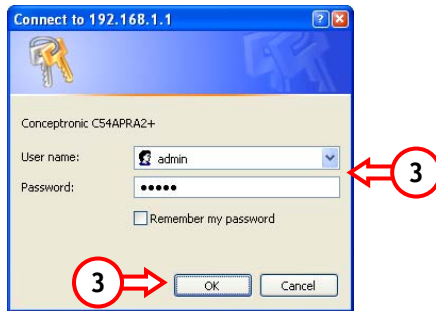 Connect to 192.168.1.1
Conceptronic C54APRA2+
User name:
admin
3
Password:
•••••
Remember my password
3
OK
Cancel